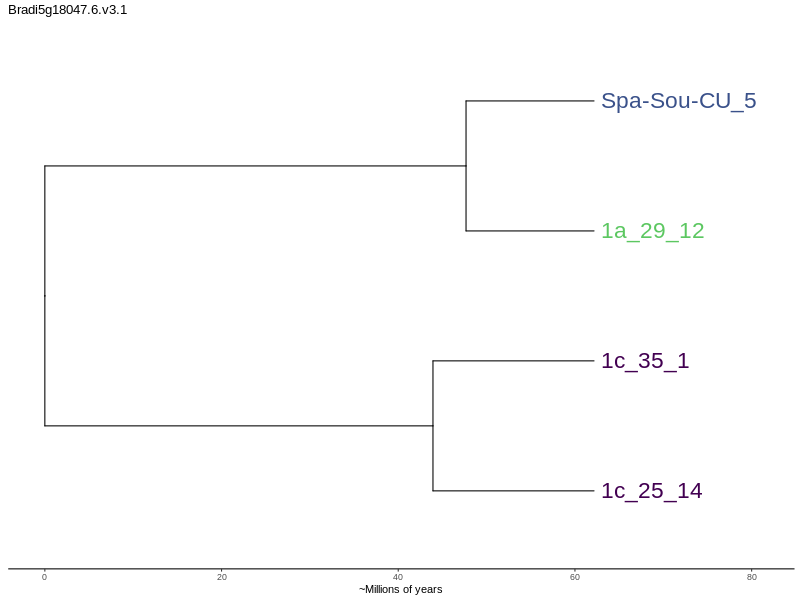 Bradi5g18047.6.v3.1
Spa-Sou-CU_5
1a_29_12
1c_35_1
1c_25_14
0 20 40 60 80
~Millions of years